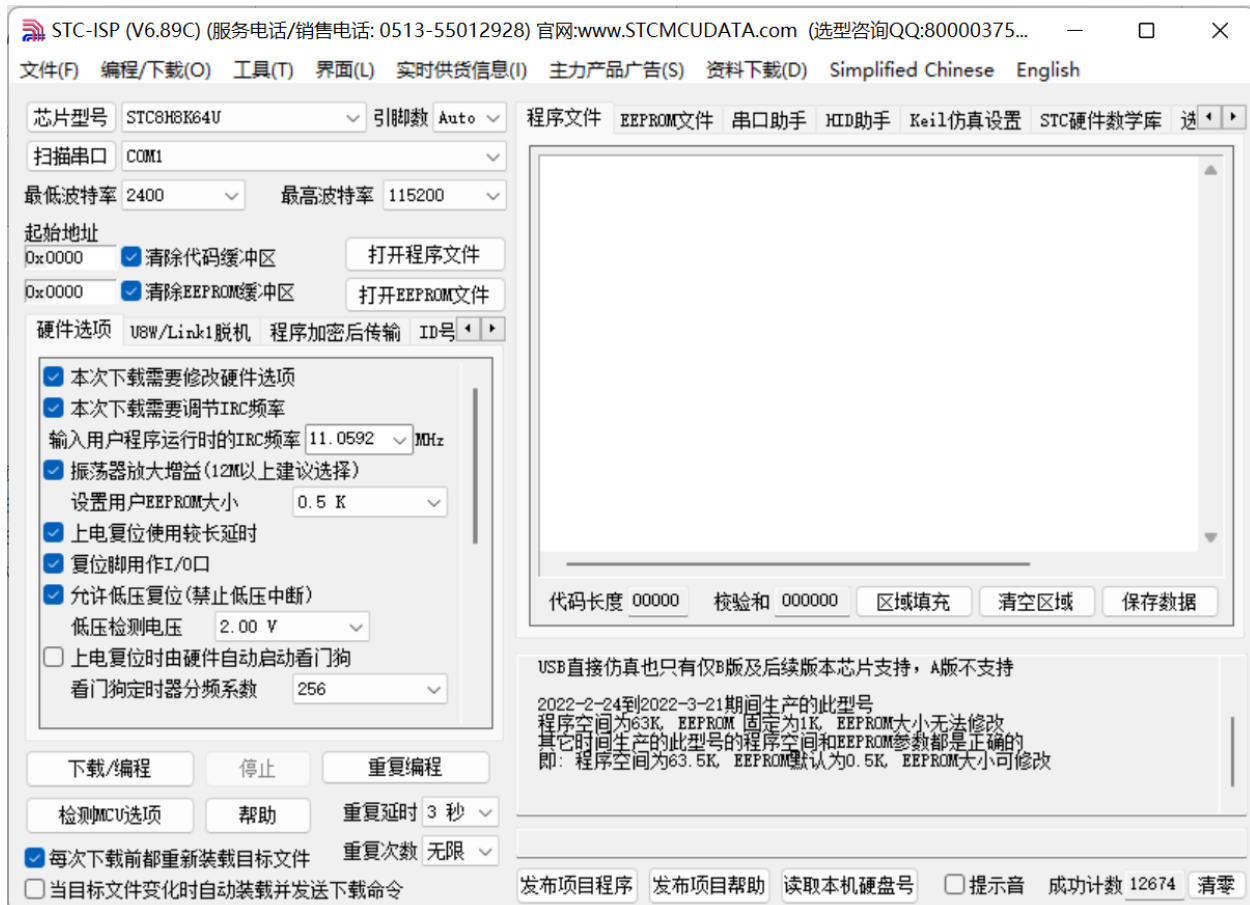 STC-ISP (V6.89C) (服务电话/销售电话: 0513-55012928) 官网:www.STCMCUDATA.com (选型咨询QQ:80000375...
文件(F) 编程/下载(O) 工具(T) 界面(L) 实时供货信息(I) 主力产品广告(S) 资料下载(D) Simplified Chinese English
芯片型号 STC8H8K64U 引脚数 Auto
扫描串口 COM1
最低波特率 2400 最高波特率 115200
起始地址
0x0000 清除代码缓冲区 打开程序文件
0x0000 清除EEPROM缓冲区 打开EEPROM文件
硬件选项 U8W/Link1脱机 程序加密后传输 ID号
本次下载需要修改硬件选项
本次下载需要调节IRC频率
输入用户程序运行时的IRC频率 11.0592 MHz
振荡器放大增益(12M以上建议选择)
设置用户EEPROM大小 0.5 K
上电复位使用较长延时
复位脚用作I/O口
允许低压复位(禁止低压中断)
低压检测电压 2.00 V
上电复位时由硬件自动启动看门狗
看门狗定时器分频系数 256
下载/编程 停止 重复编程
检测MCU选项 帮助 重复延时 3 秒
每次下载前都重新装载目标文件 重复次数 无限
当目标文件变化时自动装载并发送下载命令
程序文件 EEPROM文件 串口助手 HID助手 Keil仿真设置 STC硬件数学库 选
代码长度 00000 校验和 000000 区域填充 清空区域 保存数据
USB直接仿真也只有仅B版及后续版本芯片支持，A版不支持
2022-2-24到2022-3-21期间生产的此型号
程序空间为63K, EEPROM 固定为1K, EEPROM大小无法修改
其它时间生产的此型号的程序空间和EEPROM参数都是正确的
即: 程序空间为63.5K, EEPROM默认为0.5K, EEPROM大小可修改
发布项目程序 发布项目帮助 读取本机硬盘号 提示音 成功计数 12674 清零